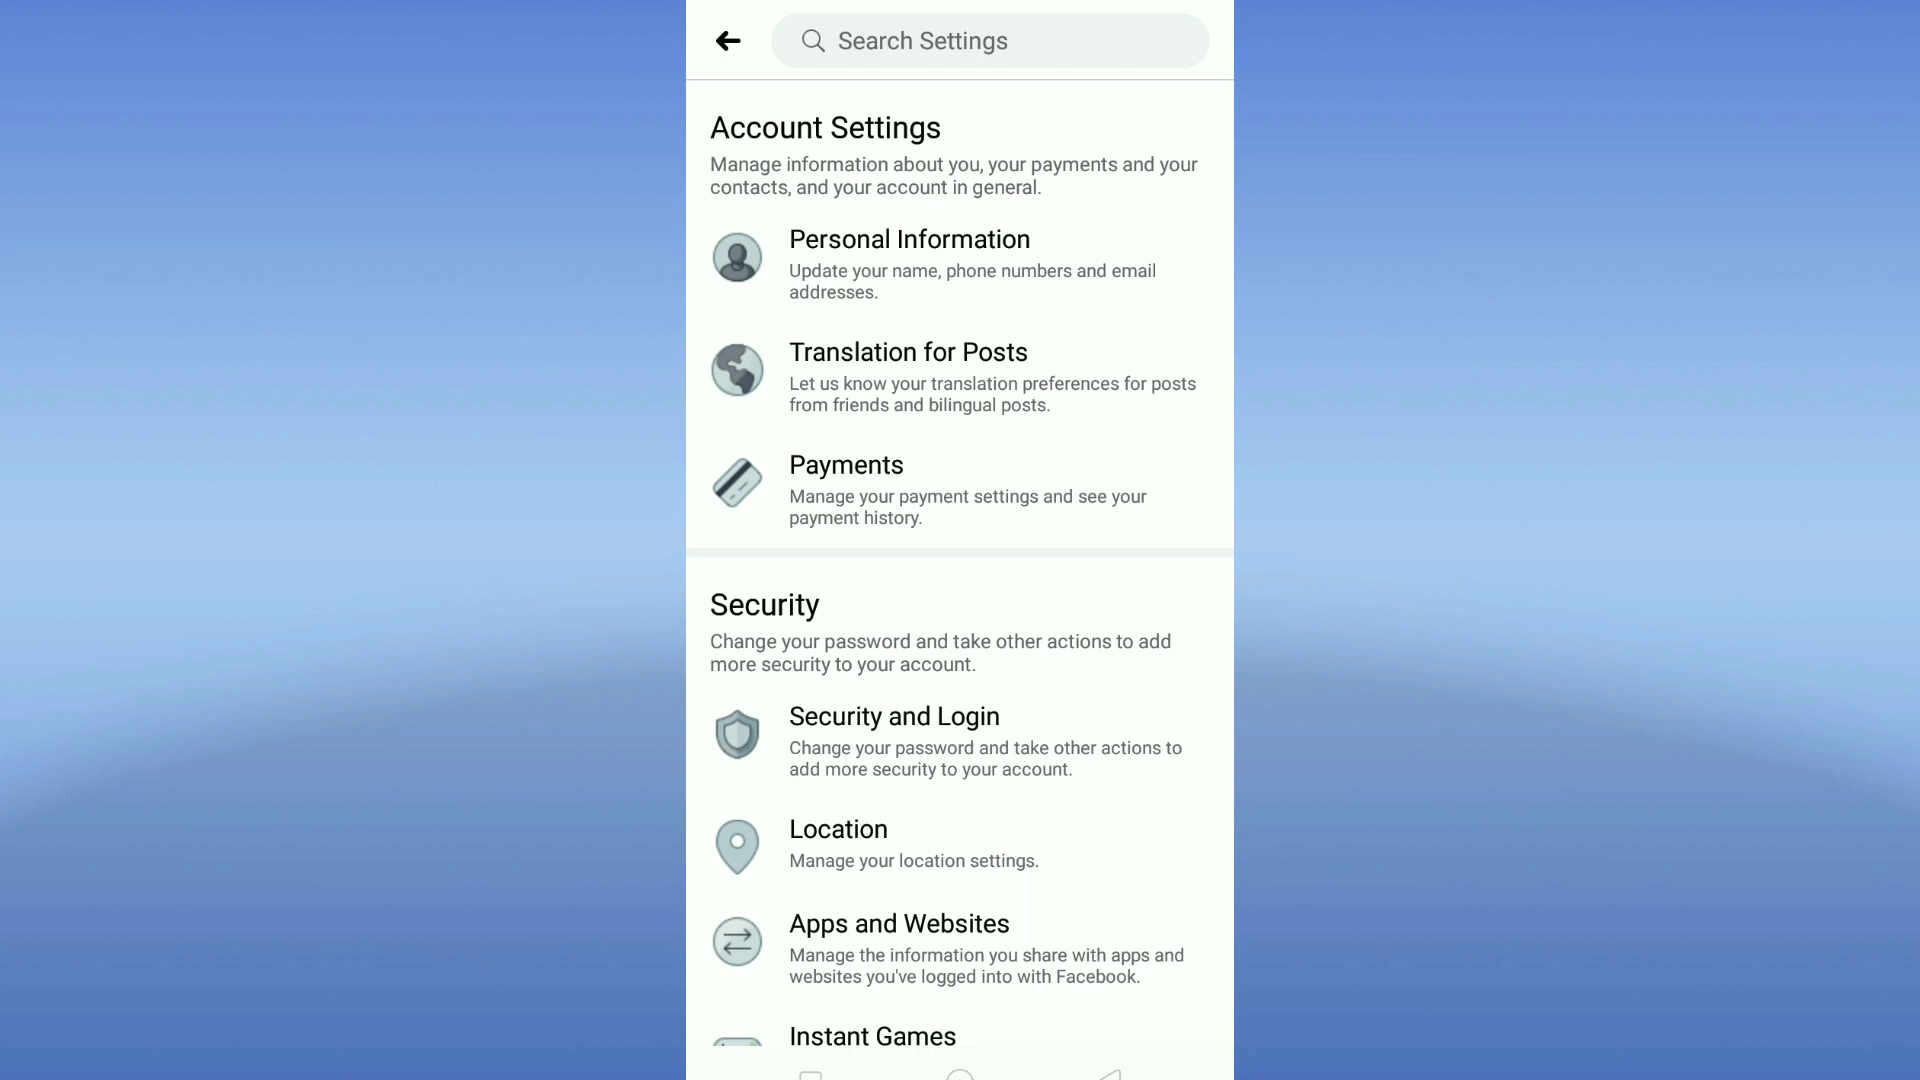 Search Settings
Account Settings
Manage information about you, your payments and your
contacts, and your account in general.
Personal Information
Update your name, phone numbers and email
addresses.
Translation for Posts
Let us know your translation preferences for posts
from friends and bilingual posts.
Payments
Manage your payment settings and see your
payment history.
Security
Change your password and take other actions to add
more security to your account.
Security and Login
Change your password and take other actions to
add more security to your account.
Location
Manage your location settings.
Apps and Websites
Manage the information you share with apps and
websites you've logged into with Facebook.
Instant Games